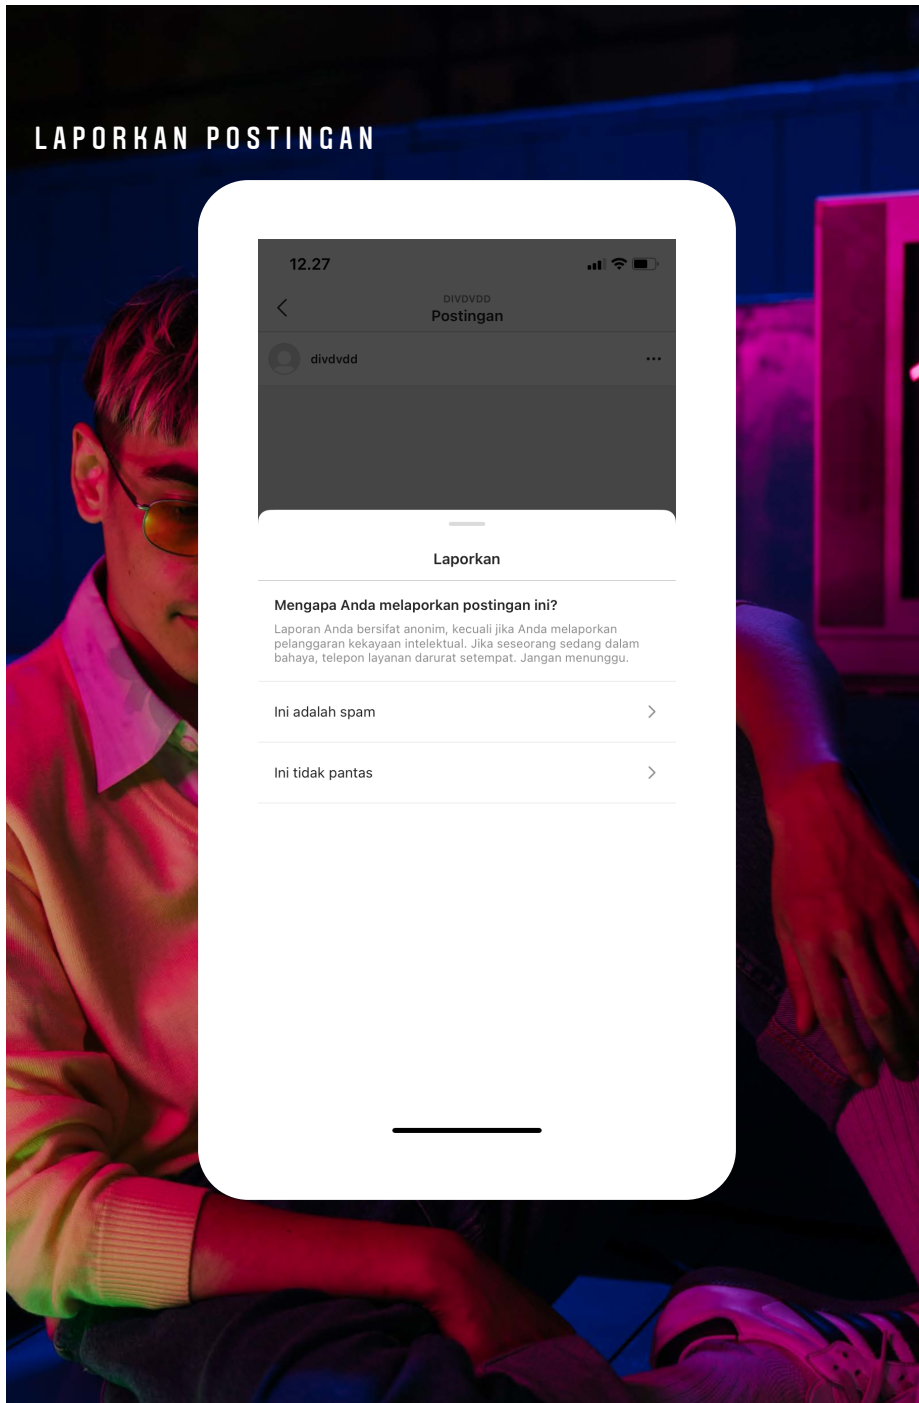 LAPORKAN POSTINGAN
12.27
DIVDVDD
Postingan
divdvdd
Laporkan
Mengapa Anda melaporkan postingan ini?
Laporan Anda bersifat anonim, kecuali jika Anda melaporkan
pelanggaran kekayaan intelektual. Jika seseorang sedang dalam
bahaya, telepon layanan darurat setempat. Jangan menunggu.
Ini adalah spam
Ini tidak pantas